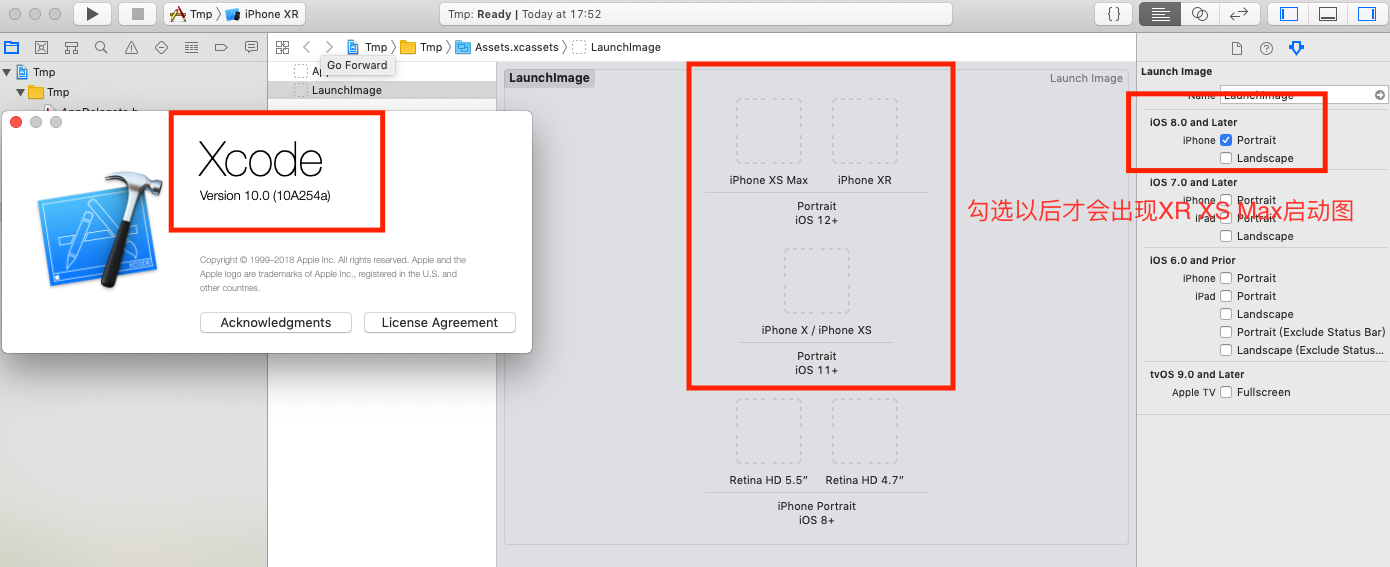 Tmp
iPhone XR
Tmp: Ready | Today at 17:52
{ }
Tmp
Tmp
Assets.xcassets
LaunchImage
Go Forward
Tmp
Tmp
AppDelegate.h
LaunchImage
LaunchImage
Launch Image
iPhone XS Max
iPhone XR
Portrait
iOS 12+
iPhone X / iPhone XS
Portrait
iOS 11+
Retina HD 5.5″
Retina HD 4.7″
iPhone Portrait
iOS 8+
Xcode
Version 10.0 (10A254a)
Copyright © 1999–2018 Apple Inc. All rights reserved. Apple and the
Apple logo are trademarks of Apple Inc., registered in the U.S. and
other countries.
Acknowledgments
License Agreement
Launch Image
Name
LaunchImage
iOS 8.0 and Later
iPhone
Portrait
Landscape
iOS 7.0 and Later
iPhone
Portrait
iPad
Portrait
Landscape
勾选以后才会出现XR XS Max启动图
iOS 6.0 and Prior
iPhone
Portrait
iPad
Portrait
Landscape
Portrait (Exclude Status Bar)
Landscape (Exclude Status...
tvOS 9.0 and Later
Apple TV
Fullscreen